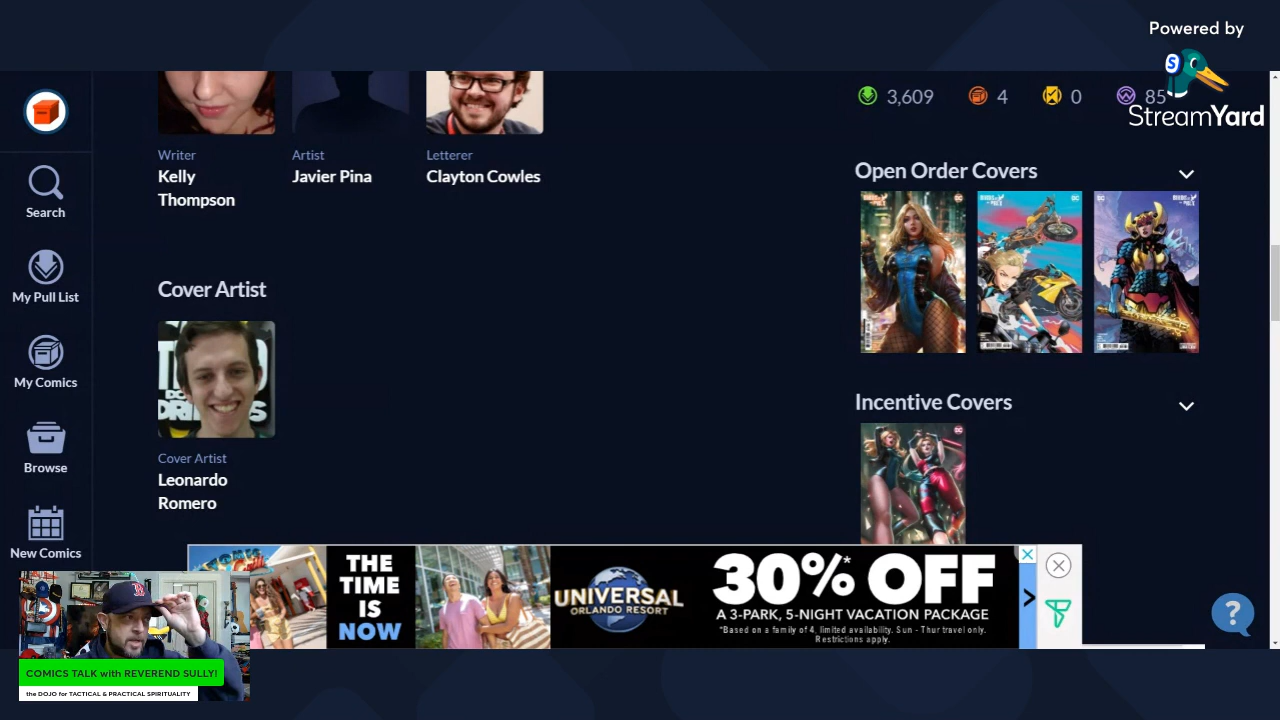 Powered by
StreamYard
Search
My Pull List
My Comics
Browse
New Comics
Writer
Kelly
Thompson
Artist
Javier Pina
Letterer
Clayton Cowles
Cover Artist
Cover Artist
Leonardo
Romero
3,609
4
0
85
Open Order Covers
Incentive Covers
THE
TIME
IS
NOW
UNIVERSAL
ORLANDO RESORT
30%* OFF
A 3-PARK, 5-NIGHT VACATION PACKAGE
*Based on a family of 4, limited availability. Sun - Thur travel only.
Restrictions apply.
COMICS TALK with REVEREND SULLY!
the DOJO for TACTICAL & PRACTICAL SPIRITUALITY